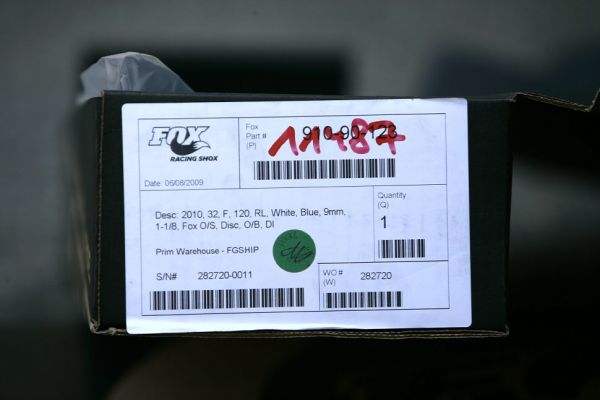 FOX
RACING SHOX
Date: 06/08/2009
Fox
Part #
(P)
910-90-123
11487
Desc: 2010, 32, F, 120, RL, White, Blue, 9mm,
1-1/8, Fox O/S, Disc, O/B, DI
Quantity
(Q)
1
Prim Warehouse - FGSHIP
S/N# 282720-0011
WO#
(W)
282720